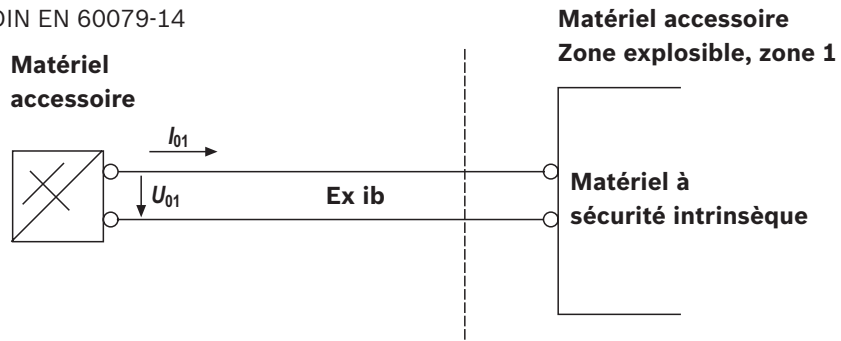 DIN EN 60079-14
Matériel accessoire
Zone explosible, zone 1
Matériel
accessoire
I01
U01
Ex ib
Matériel à
sécurité intrinsèque